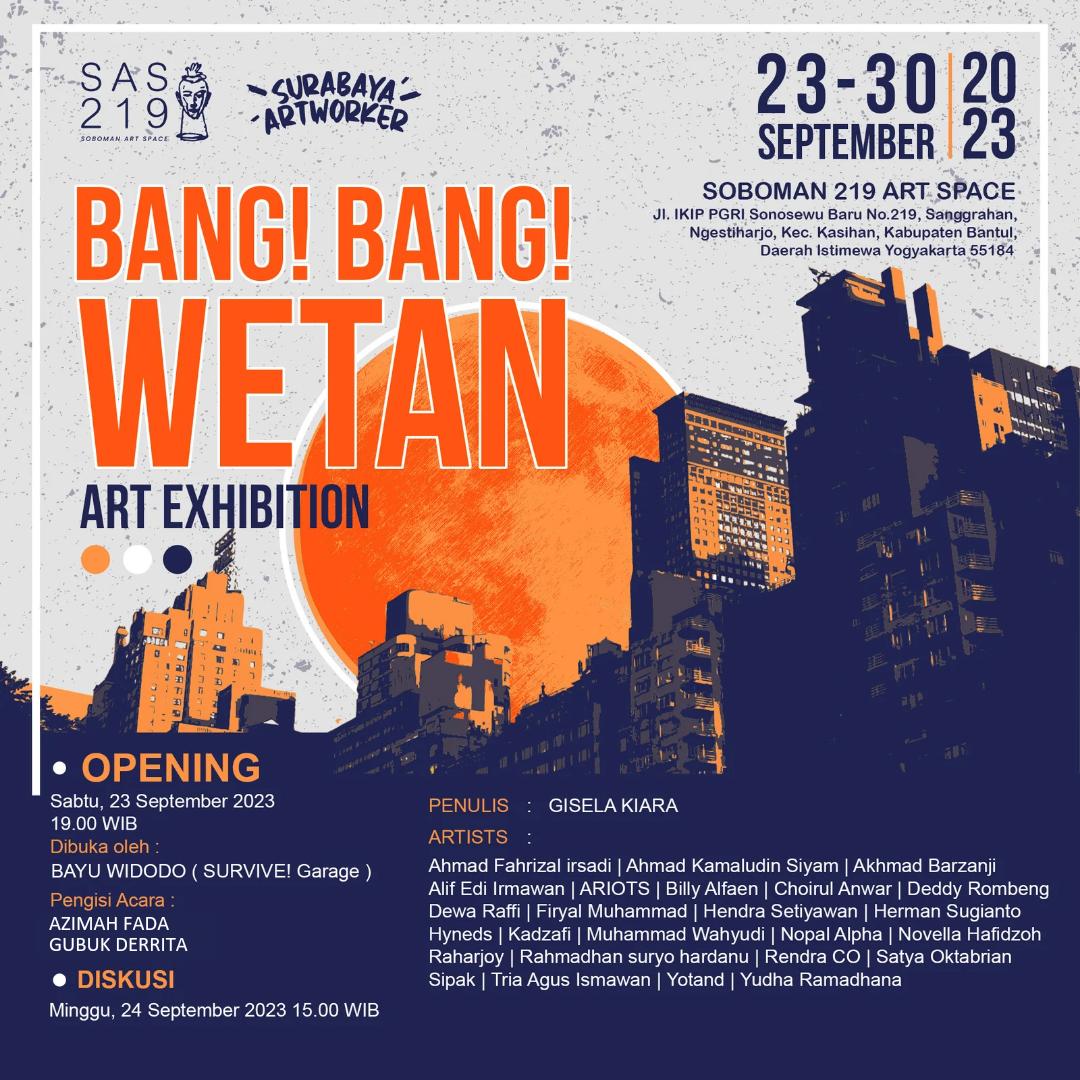 SAS
219
SOBOMAN ART SPACE
SURABAYA
ARTWORKER
23-30
SEPTEMBER
20
23
SOBOMAN 219 ART SPACE
Jl. IKIP PGRI Sonosewu Baru No.219, Sanggrahan,
Ngestiharjo, Kec. Kasihan, Kabupaten Bantul,
Daerah Istimewa Yogyakarta 55184
BANG! BANG!
WETAN
ART EXHIBITION
• OPENING
Sabtu, 23 September 2023
19.00 WIB
Dibuka oleh :
BAYU WIDODO ( SURVIVE! Garage )
Pengisi Acara :
AZIMAH FADA
GUBUK DERRITA
• DISKUSI
Minggu, 24 September 2023 15.00 WIB
PENULIS : GISELA KIARA
ARTISTS :
Ahmad Fahrizal irsadi | Ahmad Kamaludin Siyam | Akhmad Barzanji
Alif Edi Irmawan | ARIOTS | Billy Alfaen | Choirul Anwar | Deddy Rombeng
Dewa Raffi | Firyal Muhammad | Hendra Setiyawan | Herman Sugianto
Hyneds | Kadzafi | Muhammad Wahyudi | Nopal Alpha | Novella Hafidzoh
Raharjoy | Rahmadhan suryo hardanu | Rendra CO | Satya Oktabrian
Sipak | Tria Agus Ismawan | Yotand | Yudha Ramadhana